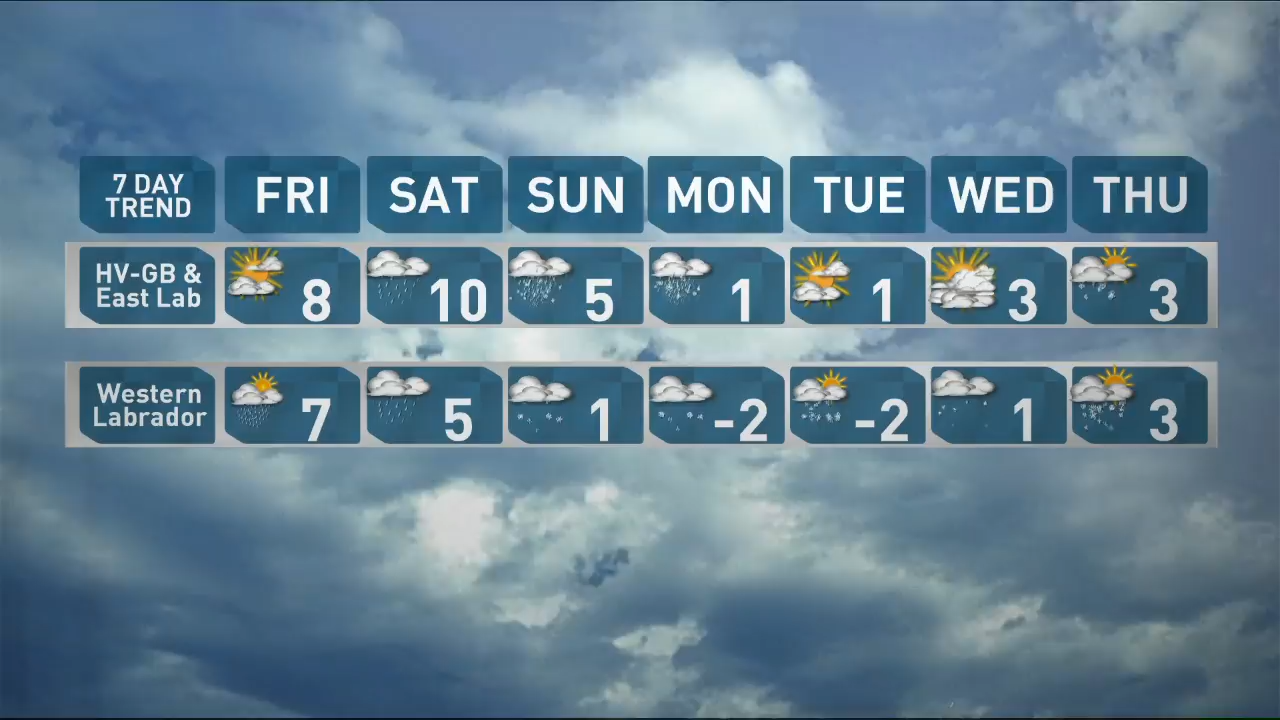 7 DAY
TREND
FRI SAT SUN MON TUE WED THU
HV-GB &
East Lab
8 10 5 1 1 3 3
Western
Labrador
7 5 1 -2 -2 1 3